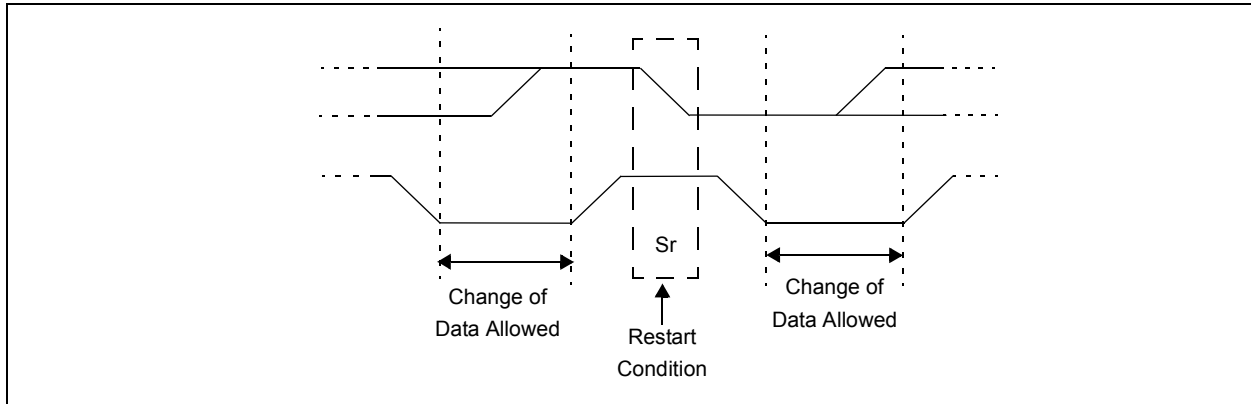 Sr
Change of
Data Allowed
Restart
Condition
Change of
Data Allowed